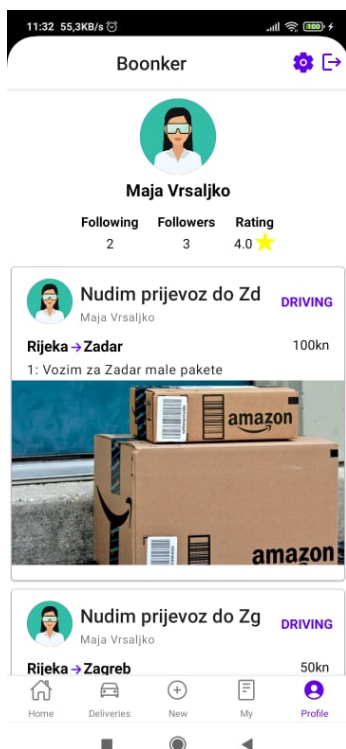 11:32 55,3KB/s
100
Boonker
Maja Vrsaljko
Following Followers Rating
2 3 4.0
Nudim prijevoz do Zd
DRIVING
Maja Vrsaljko
Rijeka → Zadar 100kn
1: Vozim za Zadar male pakete
amazon
amazon
Nudim prijevoz do Zg
DRIVING
Maja Vrsaljko
Rijeka → Zagreb 50kn
Home Deliveries New My Profile